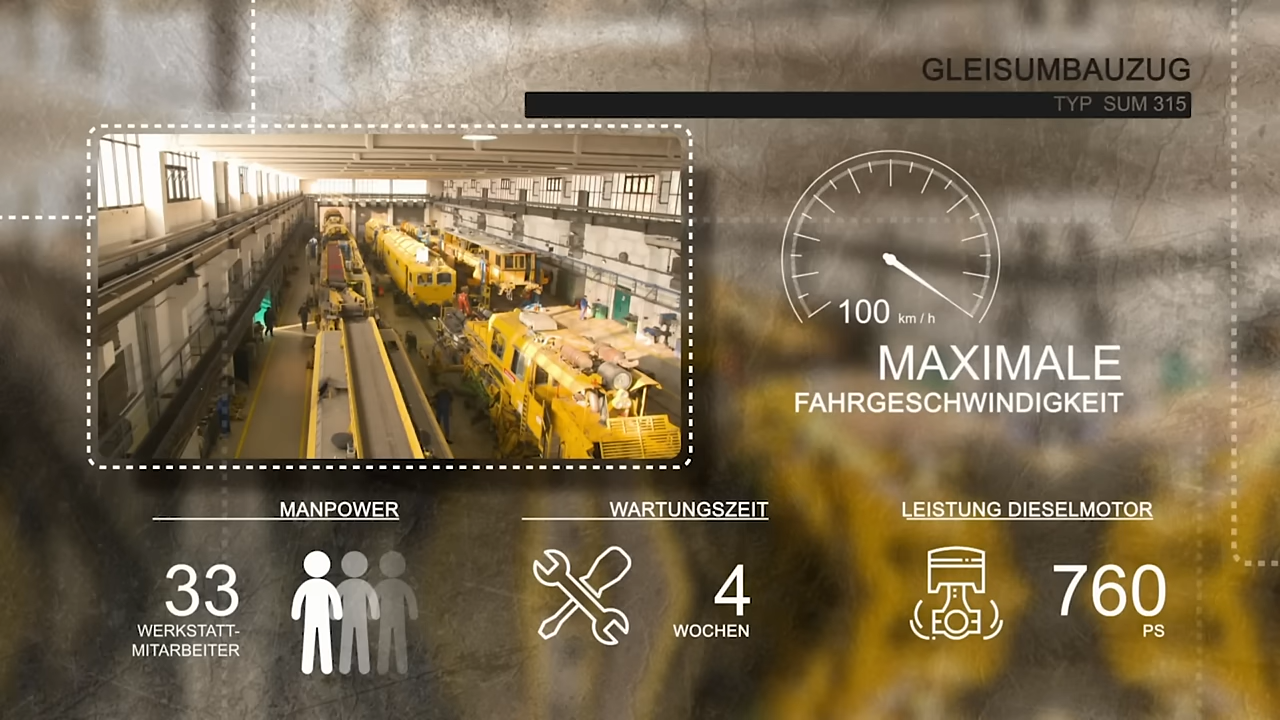 GLEISUMBAUZUG
TYP SUM 315
100 km / h
MAXIMALE
FAHRGESCHWINDIGKEIT
MANPOWER
33
WERKSTATT-
MITARBEITER
WARTUNGSZEIT
4
WOCHEN
LEISTUNG DIESELMOTOR
760
PS